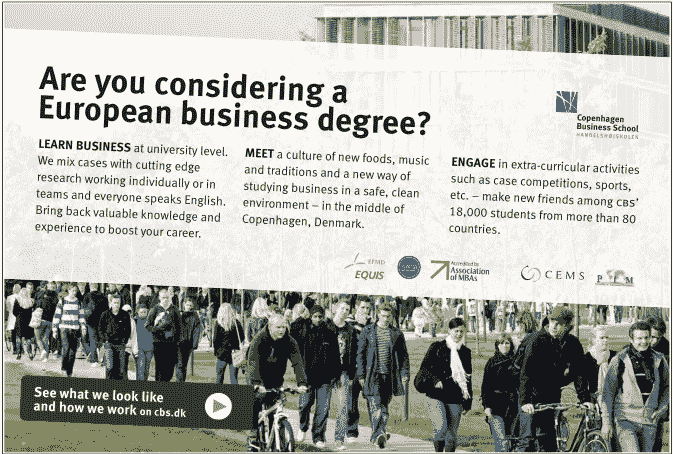 Are you considering a
European business degree?
LEARN BUSINESS at university level.
We mix cases with cutting edge
research working individually or in
teams and everyone speaks English.
Bring back valuable knowledge and
experience to boost your career.
MEET a culture of new foods, music
and traditions and a new way of
studying business in a safe, clean
environment – in the middle of
Copenhagen, Denmark.
ENGAGE in extra-curricular activities
such as case competitions, sports,
etc. – make new friends among CBS'
18,000 students from more than 80
countries.
Copenhagen
Business School
HANDELSHØJSKOLEN
EFMD
EQUIS
Accredited by
Association
of MBAs
CEMS
See what we look like
and how we work on cbs.dk